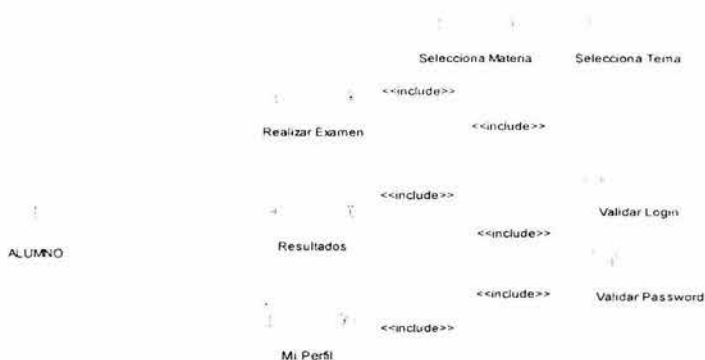 Selecciona Materia
Selecciona Tema
<<include>>
Realizar Examen
<<include>>
<<include>>
Validar Login
<<include>>
ALUMNO
Resultados
<<include>>
Validar Password
<<include>>
Mi Perfil